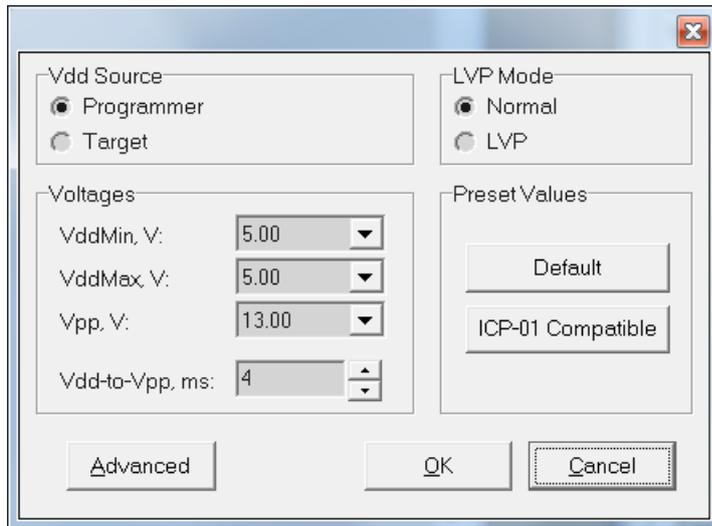 Vdd Source
Programmer
Target
LVP Mode
Normal
LVP
Voltages
VddMin, V: 5.00
VddMax, V: 5.00
Vpp, V: 13.00
Vdd-to-Vpp, ms: 4
Preset Values
Default
ICP-01 Compatible
Advanced
OK
Cancel